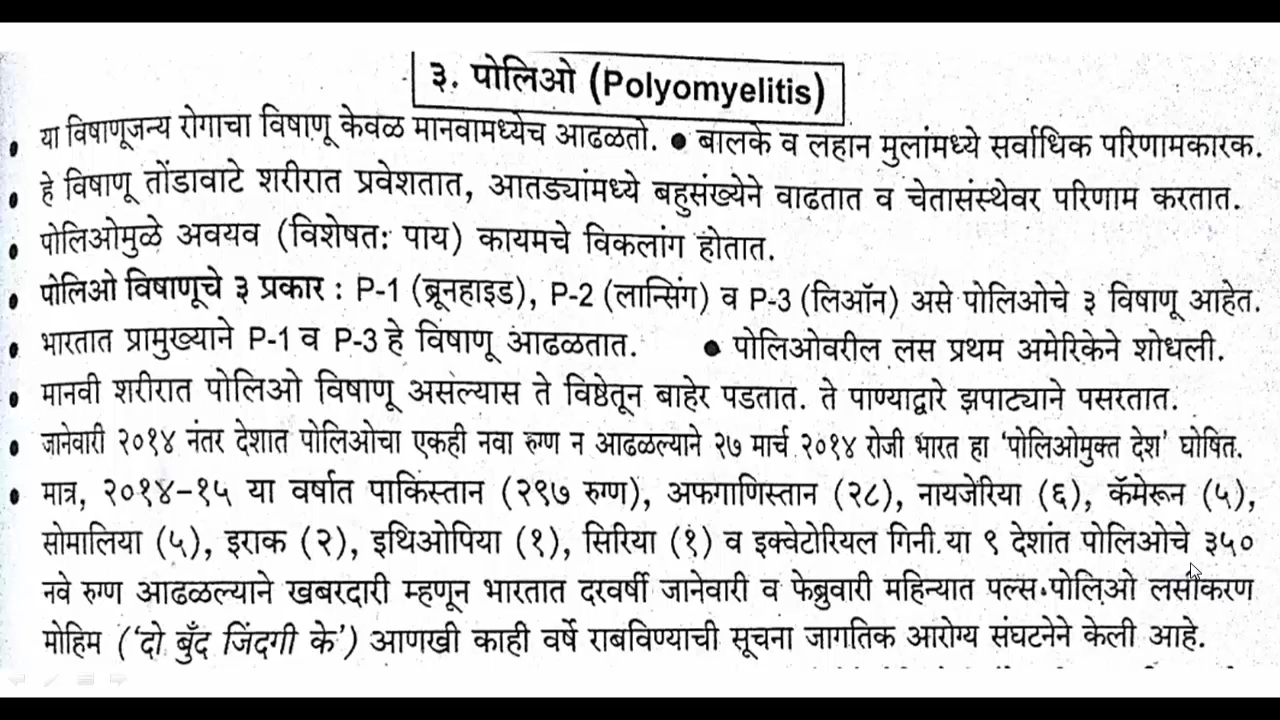 ३. पोलिओ (Polyomyelitis)
• या विषाणूजन्य रोगाचा विषाणू केवळ मानवामध्येच आढळतो. • बालके व लहान मुलांमध्ये सर्वाधिक परिणामकारक.
• हे विषाणू तोंडावाटे शरीरात प्रवेशतात, आतड्यांमध्ये बहुसंख्येने वाढतात व चेतासंस्थेवर परिणाम करतात.
• पोलिओमुळे अवयव (विशेषतः पाय) कायमचे विकलांग होतात.
• पोलिओ विषाणूचे ३ प्रकार : P-1 (ब्रूनहाइड), P-2 (लान्सिंग) व P-3 (लिऑन) असे पोलिओचे ३ विषाणू आहेत.
• भारतात प्रामुख्याने P-1 व P-3 हे विषाणू आढळतात. • पोलिओवरील लस प्रथम अमेरिकेने शोधली.
• मानवी शरीरात पोलिओ विषाणू असल्यास ते विष्ठेतून बाहेर पडतात. ते पाण्याद्वारे झपाट्याने पसरतात.
• जानेवारी २०१४ नंतर देशात पोलिओचा एकही नवा रुग्ण न आढळल्याने २७ मार्च २०१४ रोजी भारत हा 'पोलिओमुक्त देश' घोषित.
• मात्र, २०१४-१५ या वर्षात पाकिस्तान (२९७ रुग्ण), अफगाणिस्तान (२८), नायजेरिया (६), कॅमेरून (५),
सोमालिया (५), इराक (२), इथिओपिया (१), सिरिया (१) व इक्वेटोरियल गिनी या ९ देशांत पोलिओचे ३५०
नवे रुग्ण आढळल्याने खबरदारी म्हणून भारतात दरवर्षी जानेवारी व फेब्रुवारी महिन्यात पल्स पोलिओ लसीकरण
मोहिम ('दो बुँद जिंदगी के') आणखी काही वर्षे राबविण्याची सूचना जागतिक आरोग्य संघटनेने केली आहे.